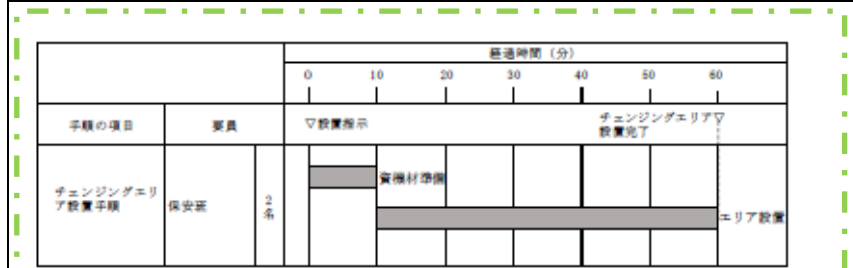 経過時間（分）
0 10 20 30 40 50 60
手順の項目 要員 ▽設置指示 チェンジングエリア▽
設置完了
資機材準備
チェンジングエリ
ア設置手順
保安班
2
名
エリア設置